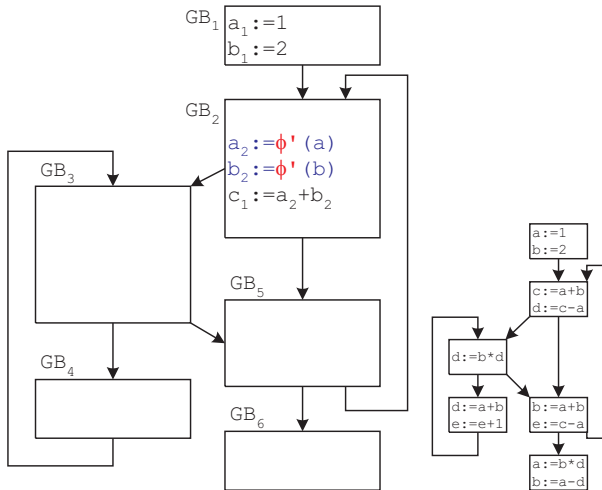 GB₁
a₁:=1
b₁:=2
GB₂
a₂:=ϕ'(a)
b₂:=ϕ'(b)
c₁:=a₂+b₂
GB₃
GB₅
GB₄
GB₆
a:=1
b:=2
c:=a+b
d:=c-a
d:=b*d
d:=a+b
e:=e+1
b:=a+b
e:=c-a
a:=b*d
b:=a-d